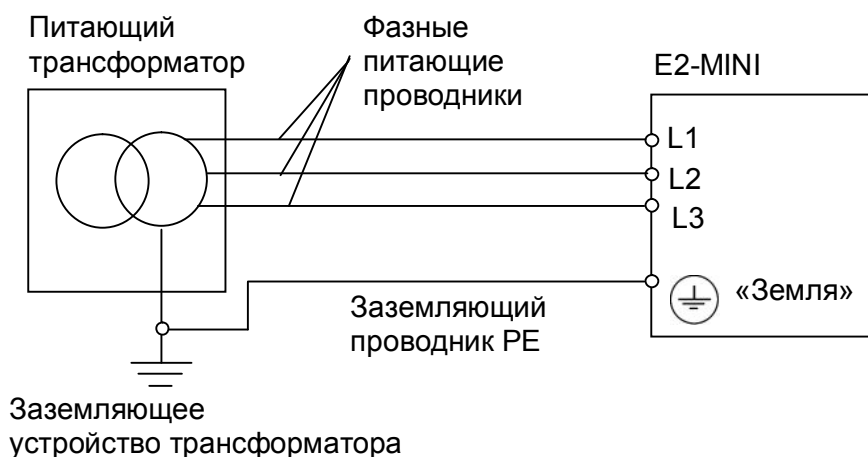 Питающий
трансформатор
Фазные
питающие
проводники
E2-MINI
L1
L2
L3
«Земля»
Заземляющий
проводник PE
Заземляющее
устройство трансформатора